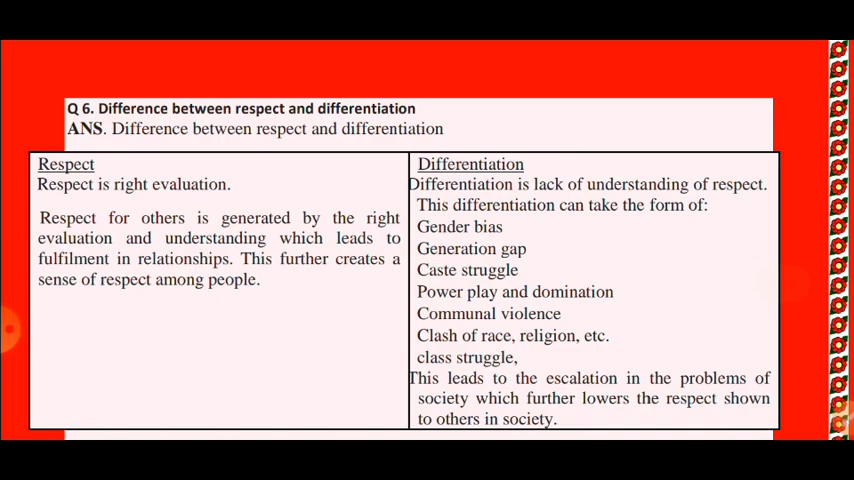 Q 6. Difference between respect and differentiation
ANS. Difference between respect and differentiation
Respect
Respect is right evaluation.
Respect for others is generated by the right
evaluation and understanding which leads to
fulfilment in relationships. This further creates a
sense of respect among people.
Differentiation
Differentiation is lack of understanding of respect.
This differentiation can take the form of:
Gender bias
Generation gap
Caste struggle
Power play and domination
Communal violence
Clash of race, religion, etc.
class struggle,
This leads to the escalation in the problems of
society which further lowers the respect shown
to others in society.